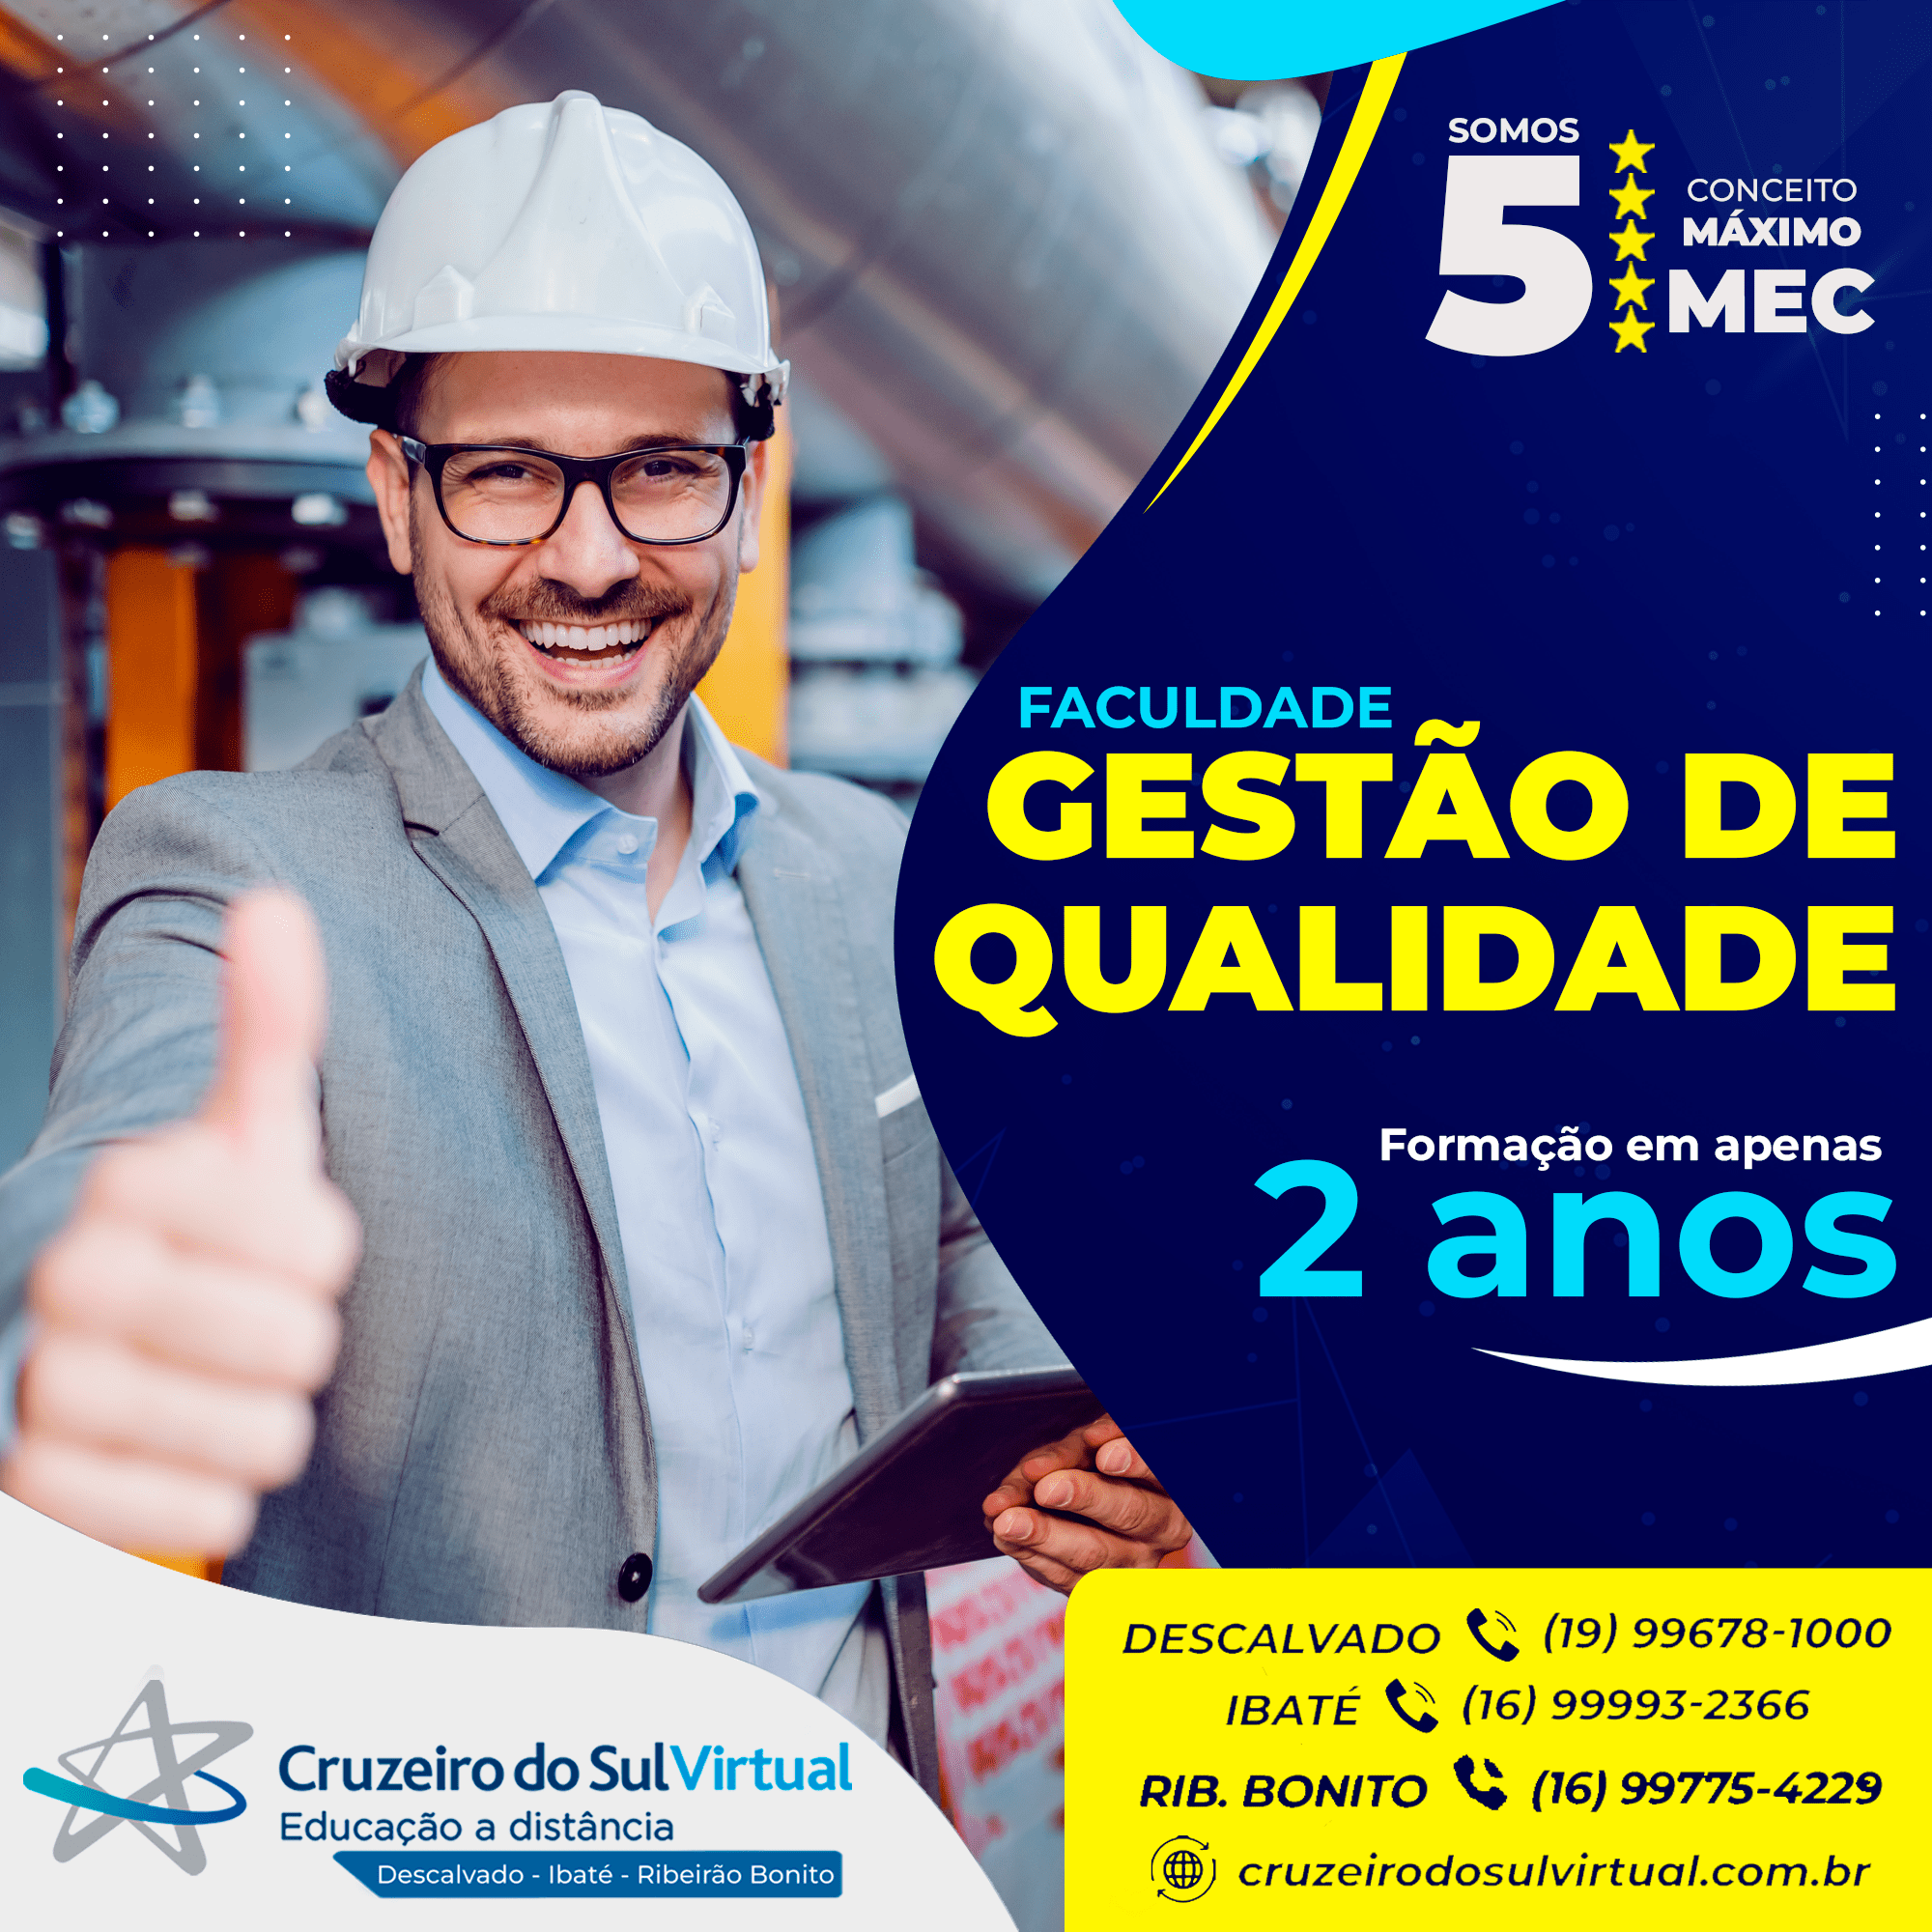 SOMOS
5
CONCEITO
MÁXIMO
MEC
FACULDADE
GESTÃO DE
QUALIDADE
Formação em apenas
2 anos
DESCALVADO (19) 99678-1000
IBATÉ (16) 99993-2366
RIB. BONITO (16) 99775-4229
cruzeirodosulvirtual.com.br
Cruzeiro do Sul Virtual
Educação a distância
Descalvado - Ibaté - Ribeirão Bonito